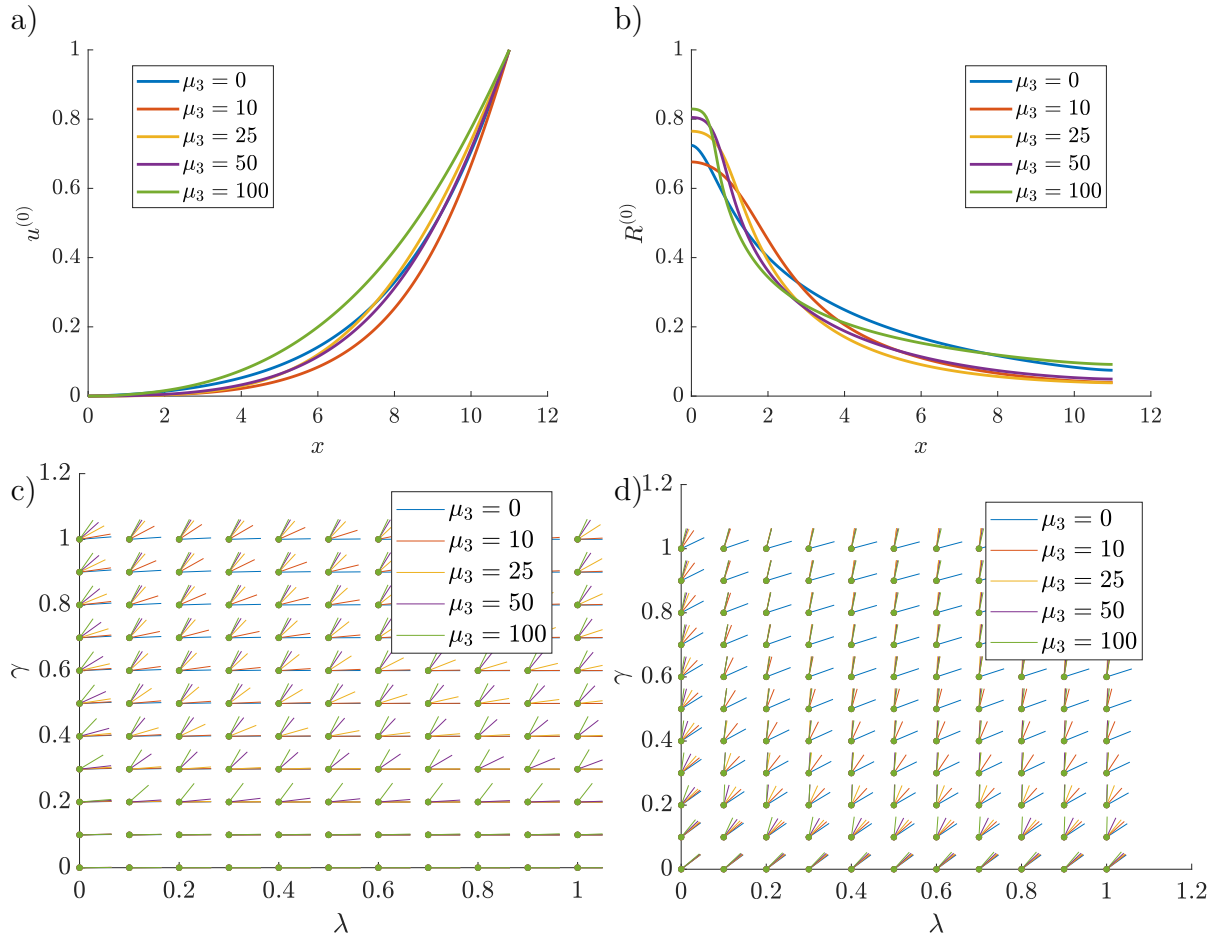 a)
1
0.8
0.6
0.4
0.2
0
u^{(0)}
0 2 4 6 8 10 12
x
μ₃ = 0
μ₃ = 10
μ₃ = 25
μ₃ = 50
μ₃ = 100
b)
1
0.8
0.6
0.4
0.2
0
R^{(0)}
0 2 4 6 8 10 12
x
μ₃ = 0
μ₃ = 10
μ₃ = 25
μ₃ = 50
μ₃ = 100
c)
1.2
1
0.8
0.6
0.4
0.2
0
γ
0 0.2 0.4 0.6 0.8 1
λ
μ₃ = 0
μ₃ = 10
μ₃ = 25
μ₃ = 50
μ₃ = 100
d)
1.2
1
0.8
0.6
0.4
0.2
0
γ
0 0.2 0.4 0.6 0.8 1 1.2
λ
μ₃ = 0
μ₃ = 10
μ₃ = 25
μ₃ = 50
μ₃ = 100